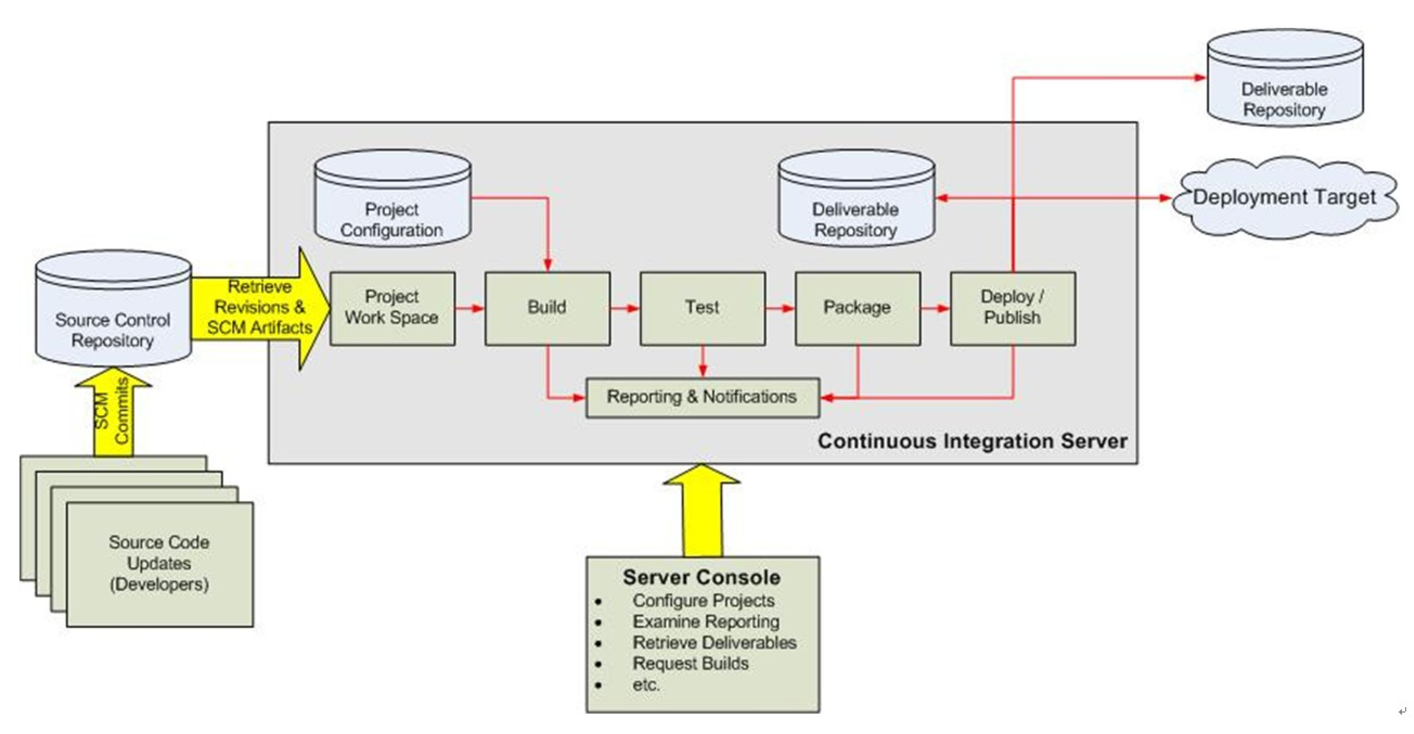 Deliverable
Repository
Deployment Target
Project
Configuration
Deliverable
Repository
Source Control
Repository
Retrieve
Revisions &
SCM Artifacts
Project
Work Space
Build
Test
Package
Deploy /
Publish
Reporting & Notifications
Continuous Integration Server
SCM
Commits
Source Code
Updates
(Developers)
Server Console
• Configure Projects
• Examine Reporting
• Retrieve Deliverables
• Request Builds
• etc.
↵